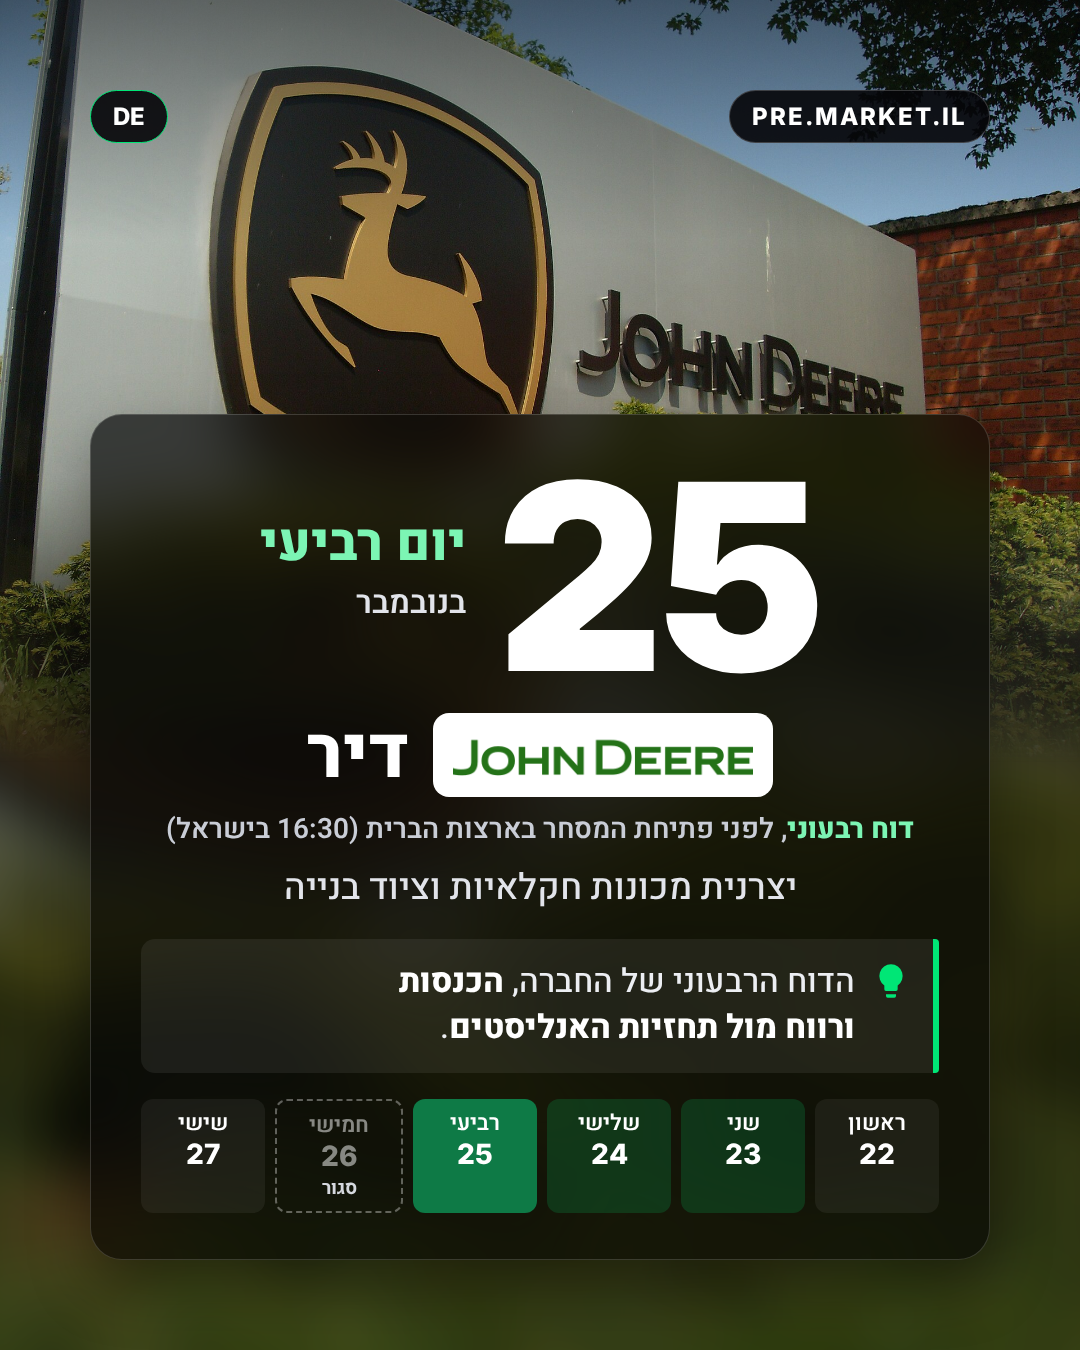 DE
PRE.MARKET.IL
JOHN DEERE
25
יום רביעי
בנובמבר
JOHN DEERE
דיר
דוח רבעוני, לפני פתיחת המסחר בארצות הברית (16:30 בישראל)
יצרנית מכונות חקלאיות וציוד בנייה
הדוח הרבעוני של החברה, הכנסות
ורווח מול תחזיות האנליסטים.
ראשון
22
שני
23
שלישי
24
רביעי
25
חמישי
26
סגור
שישי
27